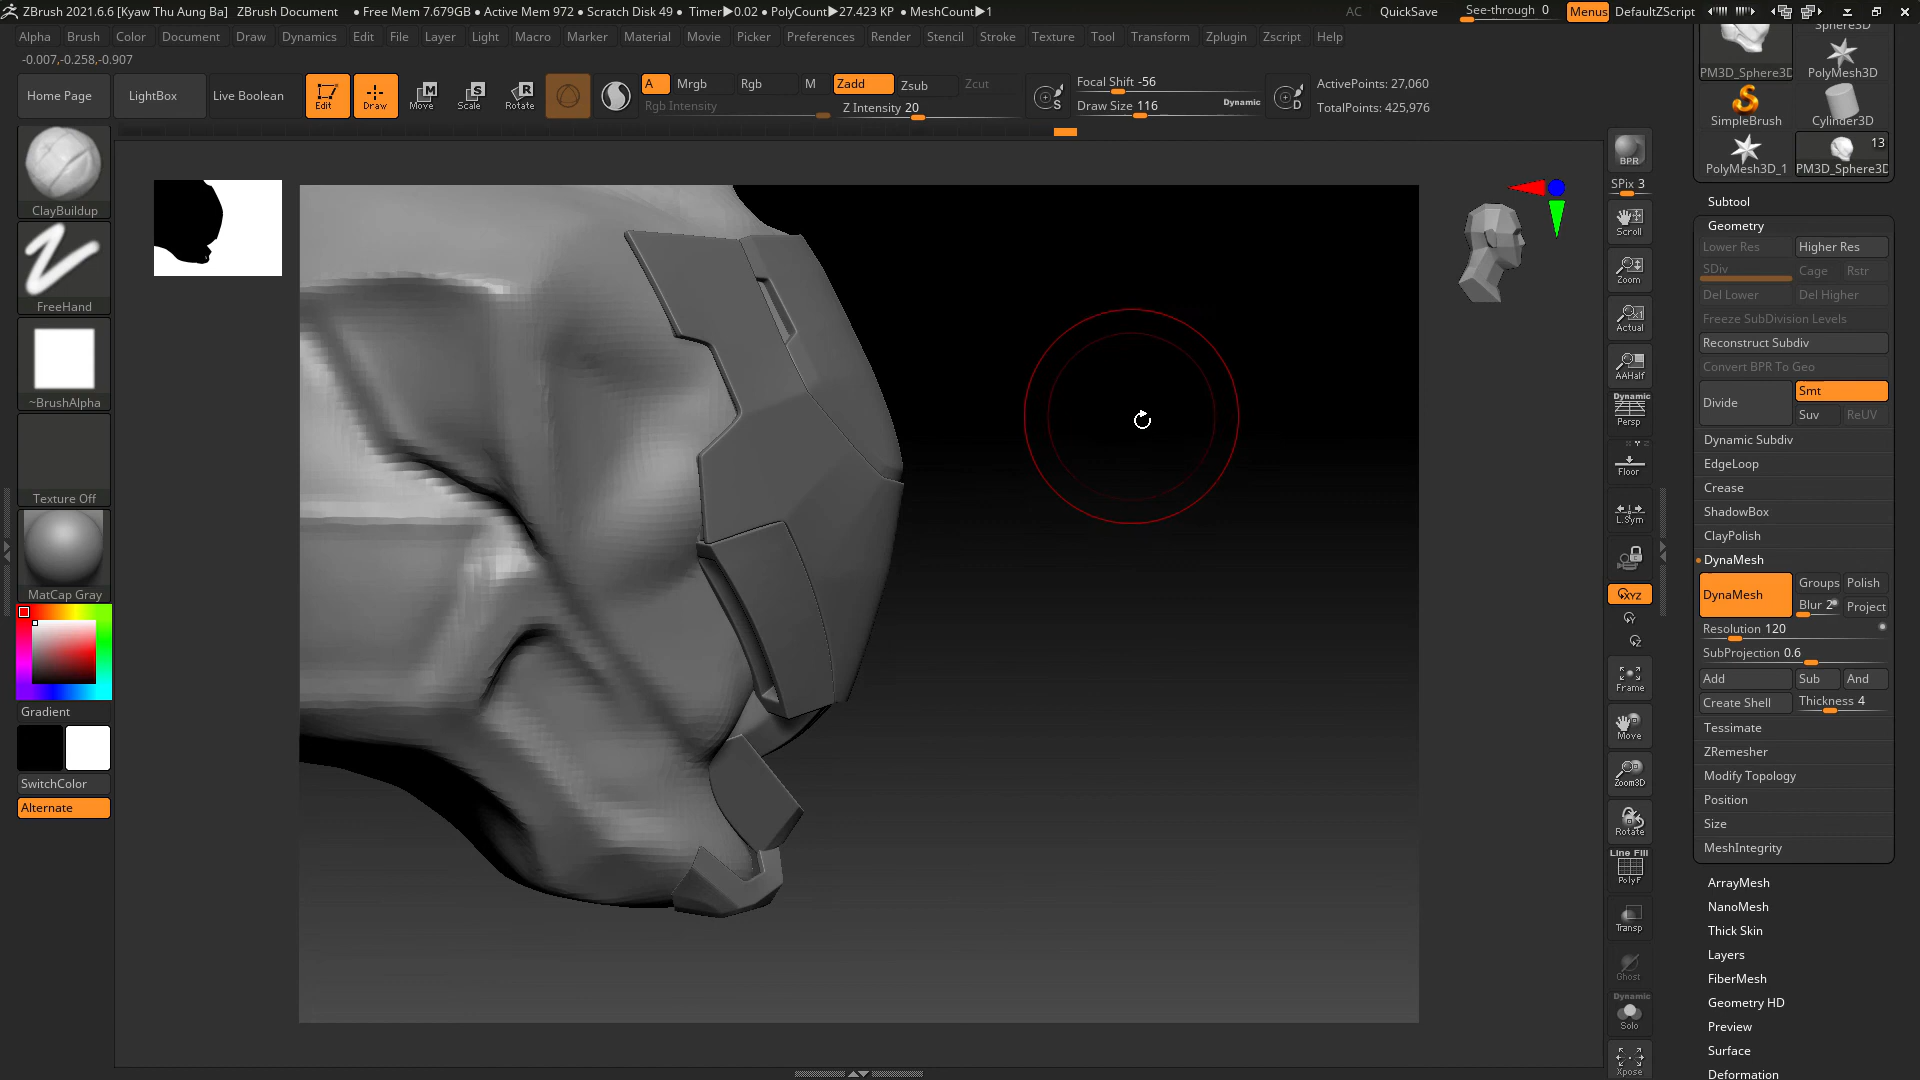 ZBrush 2021.6.6 [Kyaw Thu Aung Ba] ZBrush Document • Free Mem 7.679GB • Active Mem 972 • Scratch Disk 49 • Timer▶0.02 • PolyCount▶27.423 KP • MeshCount▶1 AC QuickSave See-through 0 Menus DefaultZScript
Alpha Brush Color Document Draw Dynamics Edit File Layer Light Macro Marker Material Movie Picker Preferences Render Stencil Stroke Texture Tool Transform Zplugin Zscript Help
-0.007,-0.258,-0.907
Home Page LightBox Live Boolean Edit Draw Move Scale Rotate A Mrgb Rgb M Zadd Zsub Zcut Focal Shift -56 ActivePoints: 27,060
Rgb Intensity Z Intensity 20 S Draw Size 116 Dynamic D TotalPoints: 425,976
ClayBuildup
FreeHand
~BrushAlpha
Texture Off
MatCap Gray
Gradient
SwitchColor
Alternate
BPR
SPix 3
Scroll
Zoom
Actual
AAHalf
Dynamic
Persp
Floor
L.Sym
XYZ
Frame
Move
Zoom3D
Rotate
Line Fill
PolyF
Transp
Ghost
Dynamic
Solo
Xpose
Sphere3D
PM3D_Sphere3D PolyMesh3D
SimpleBrush Cylinder3D
13
PolyMesh3D_1 PM3D_Sphere3D
Subtool
Geometry
Lower Res Higher Res
SDiv Cage Rstr
Del Lower Del Higher
Freeze SubDivision Levels
Reconstruct Subdiv
Convert BPR To Geo
Divide Smt
Suv ReUV
Dynamic Subdiv
EdgeLoop
Crease
ShadowBox
ClayPolish
DynaMesh
DynaMesh Groups Polish
Blur 2 Project
Resolution 120
SubProjection 0.6
Add Sub And
Create Shell Thickness 4
Tessimate
ZRemesher
Modify Topology
Position
Size
MeshIntegrity
ArrayMesh
NanoMesh
Thick Skin
Layers
FiberMesh
Geometry HD
Preview
Surface
Deformation